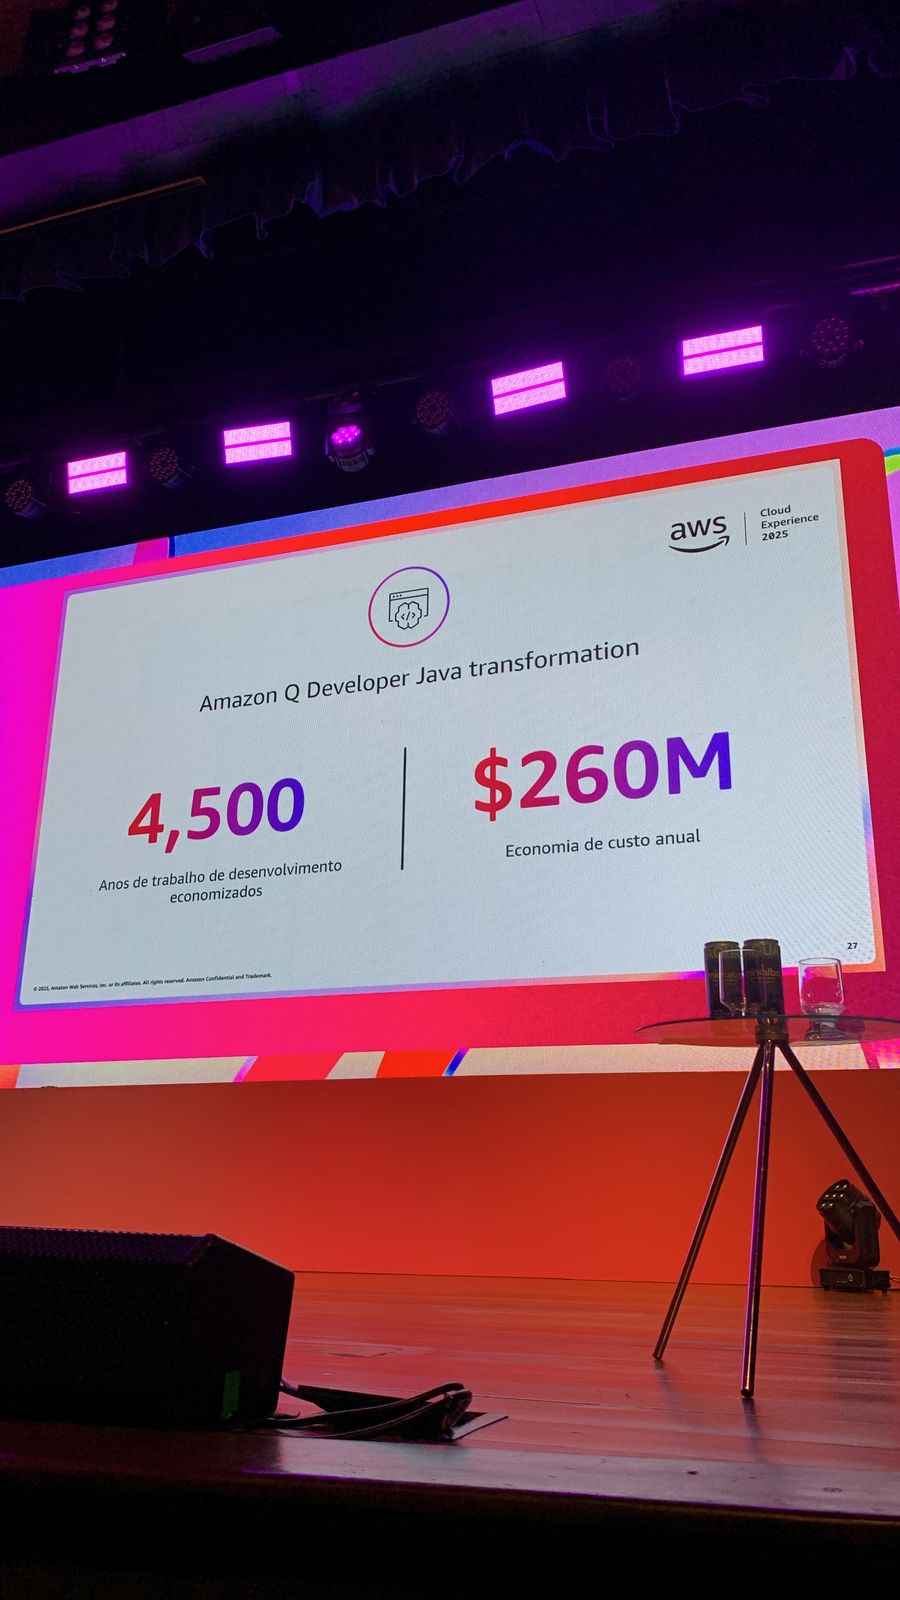 aws
Cloud
Experience
2025
</>
Amazon Q Developer Java transformation
4,500
Anos de trabalho de desenvolvimento
economizados
$260M
Economia de custo anual
27
© 2025, Amazon Web Services, Inc. or its affiliates. All rights reserved. Amazon Confidential and Trademark.